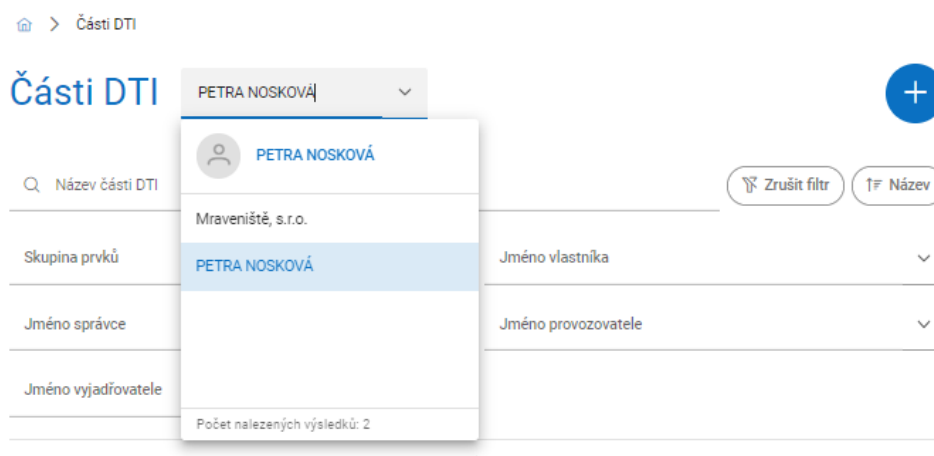 Části DTI
Části DTI
PETRA NOSKOVÁ
PETRA NOSKOVÁ
Název části DTI
Zrušit filtr
Název
Mraveniště, s.r.o.
Skupina prvků
PETRA NOSKOVÁ
Jméno vlastníka
Jméno správce
Jméno provozovatele
Jméno vyjadřovatele
Počet nalezených výsledků: 2